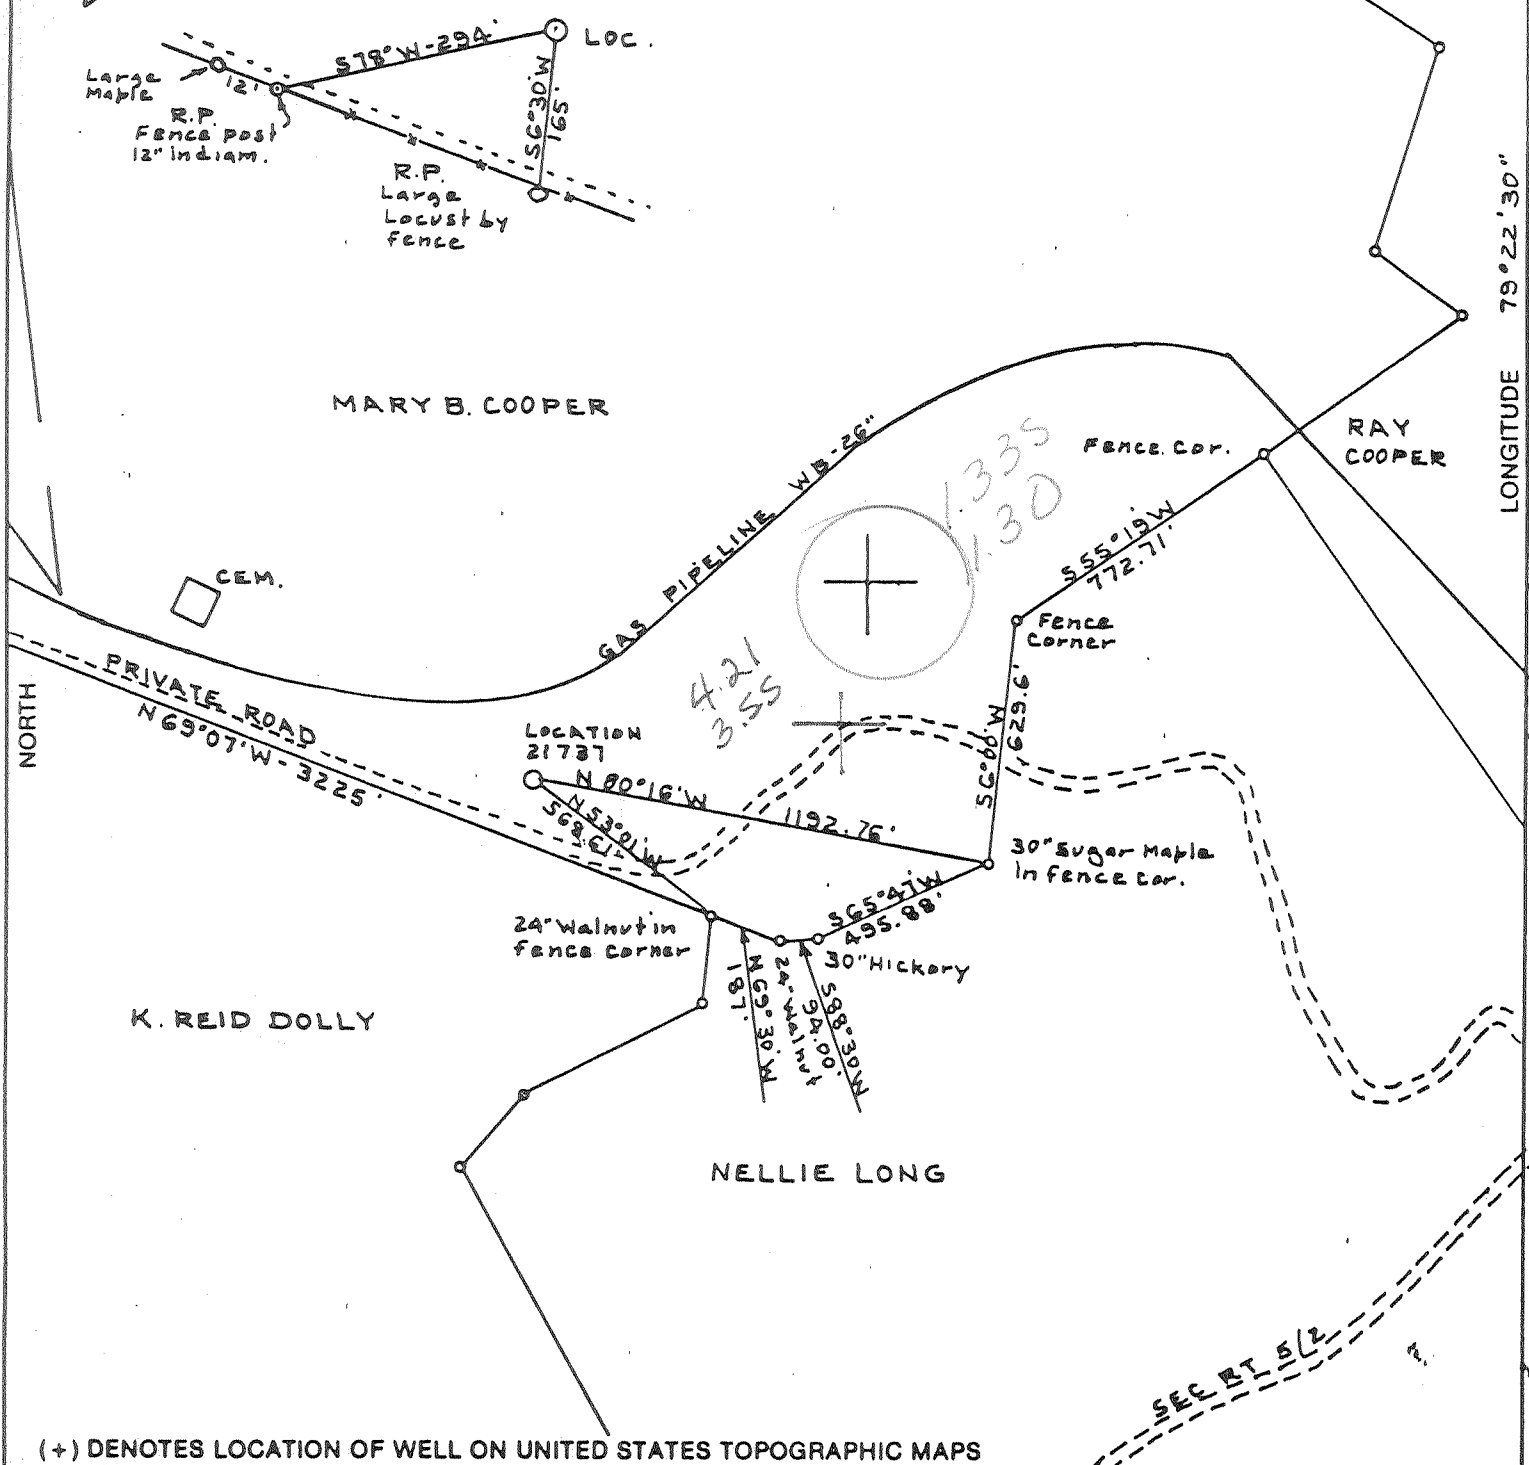 S78°W-294'
LOC.
Large
Maple
12'
R.P.
Fence post
12" in diam.
S6°30'W
165'
R.P.
Large
Locust by
fence
LONGITUDE 79°22'30"
MARY B. COOPER
GAS PIPELINE WB-26"
1.335
1.30
Fence Cor.
RAY
COOPER
S55°19'W
772.71'
CEM.
Fence
Corner
NORTH
PRIVATE ROAD
N69°07'W-3225'
4.21
3.55
LOCATION
21737
N 80°16'W
1192.76'
N53°01'W
568.61'
S6°00'W
629.6'
30" Sugar Maple
in fence cor.
S65°47'W
495.88'
24" Walnut in
fence corner
30" Hickory
N69°30'W
187'
24" Walnut
S88°30'W
94.00'
K. REID DOLLY
NELLIE LONG
SEC RT 5/2
(+) DENOTES LOCATION OF WELL ON UNITED STATES TOPOGRAPHIC MAPS